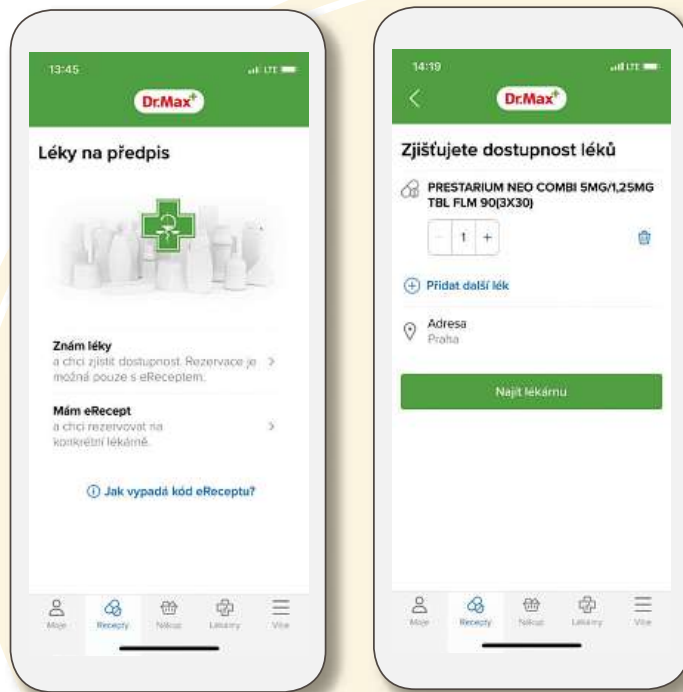 13:45
LTE
Dr.Max+
Léky na předpis
Znám léky
a chci zjistit dostupnost. Rezervace je
možná pouze s eReceptem.
Mám eRecept
a chci rezervovat na
konkrétní lékárně.
Jak vypadá kód eReceptu?
Moje
Recepty
Nákup
Lékárny
Více
14:19
LTE
Dr.Max+
Zjišťujete dostupnost léků
PRESTARIUM NEO COMBI 5MG/1,25MG
TBL FLM 90(3X30)
- 1 +
Přidat další lék
Adresa
Praha
Najít lékárnu
Moje
Recepty
Nákup
Lékárny
Více